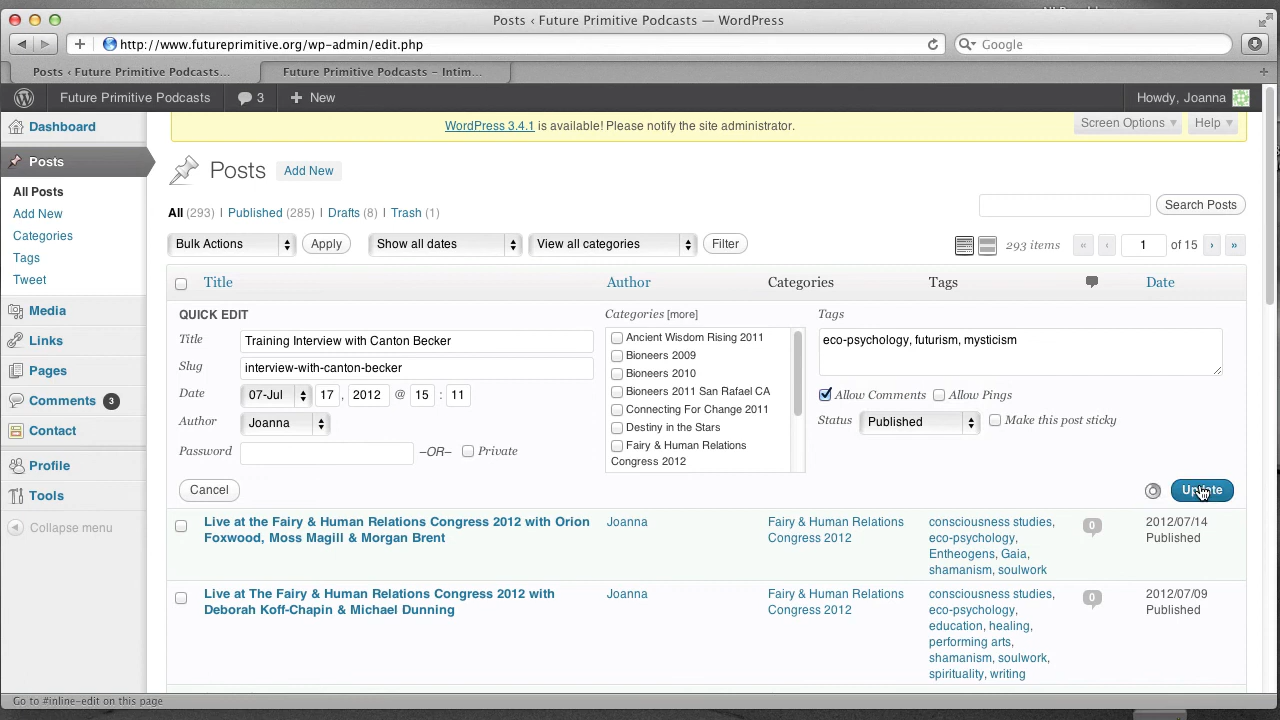 Posts ‹ Future Primitive Podcasts — WordPress
http://www.futureprimitive.org/wp-admin/edit.php
Google
Posts ‹ Future Primitive Podcasts...
Future Primitive Podcasts – Intim...
Future Primitive Podcasts
3
New
Howdy, Joanna
WordPress 3.4.1 is available! Please notify the site administrator.
Screen Options
Help
Dashboard
Posts
All Posts
Add New
Categories
Tags
Tweet
Media
Links
Pages
Comments 3
Contact
Profile
Tools
Collapse menu
Posts Add New
All (293) | Published (285) | Drafts (8) | Trash (1)
Search Posts
Bulk Actions Apply Show all dates View all categories Filter
293 items « ‹ 1 of 15 › »
Title Author Categories Tags Date
QUICK EDIT
Title Training Interview with Canton Becker
Slug interview-with-canton-becker
Date 07-Jul 17 , 2012 @ 15 : 11
Author Joanna
Password –OR– Private
Categories [more]
Ancient Wisdom Rising 2011
Bioneers 2009
Bioneers 2010
Bioneers 2011 San Rafael CA
Connecting For Change 2011
Destiny in the Stars
Fairy & Human Relations
Congress 2012
Tags
eco-psychology, futurism, mysticism
Allow Comments Allow Pings
Status Published Make this post sticky
Cancel
Update
Live at the Fairy & Human Relations Congress 2012 with Orion
Foxwood, Moss Magill & Morgan Brent
Joanna
Fairy & Human Relations
Congress 2012
consciousness studies,
eco-psychology,
Entheogens, Gaia,
shamanism, soulwork
0
2012/07/14
Published
Live at The Fairy & Human Relations Congress 2012 with
Deborah Koff-Chapin & Michael Dunning
Joanna
Fairy & Human Relations
Congress 2012
consciousness studies,
eco-psychology,
education, healing,
performing arts,
shamanism, soulwork,
spirituality, writing
0
2012/07/09
Published
Go to #inline-edit on this page